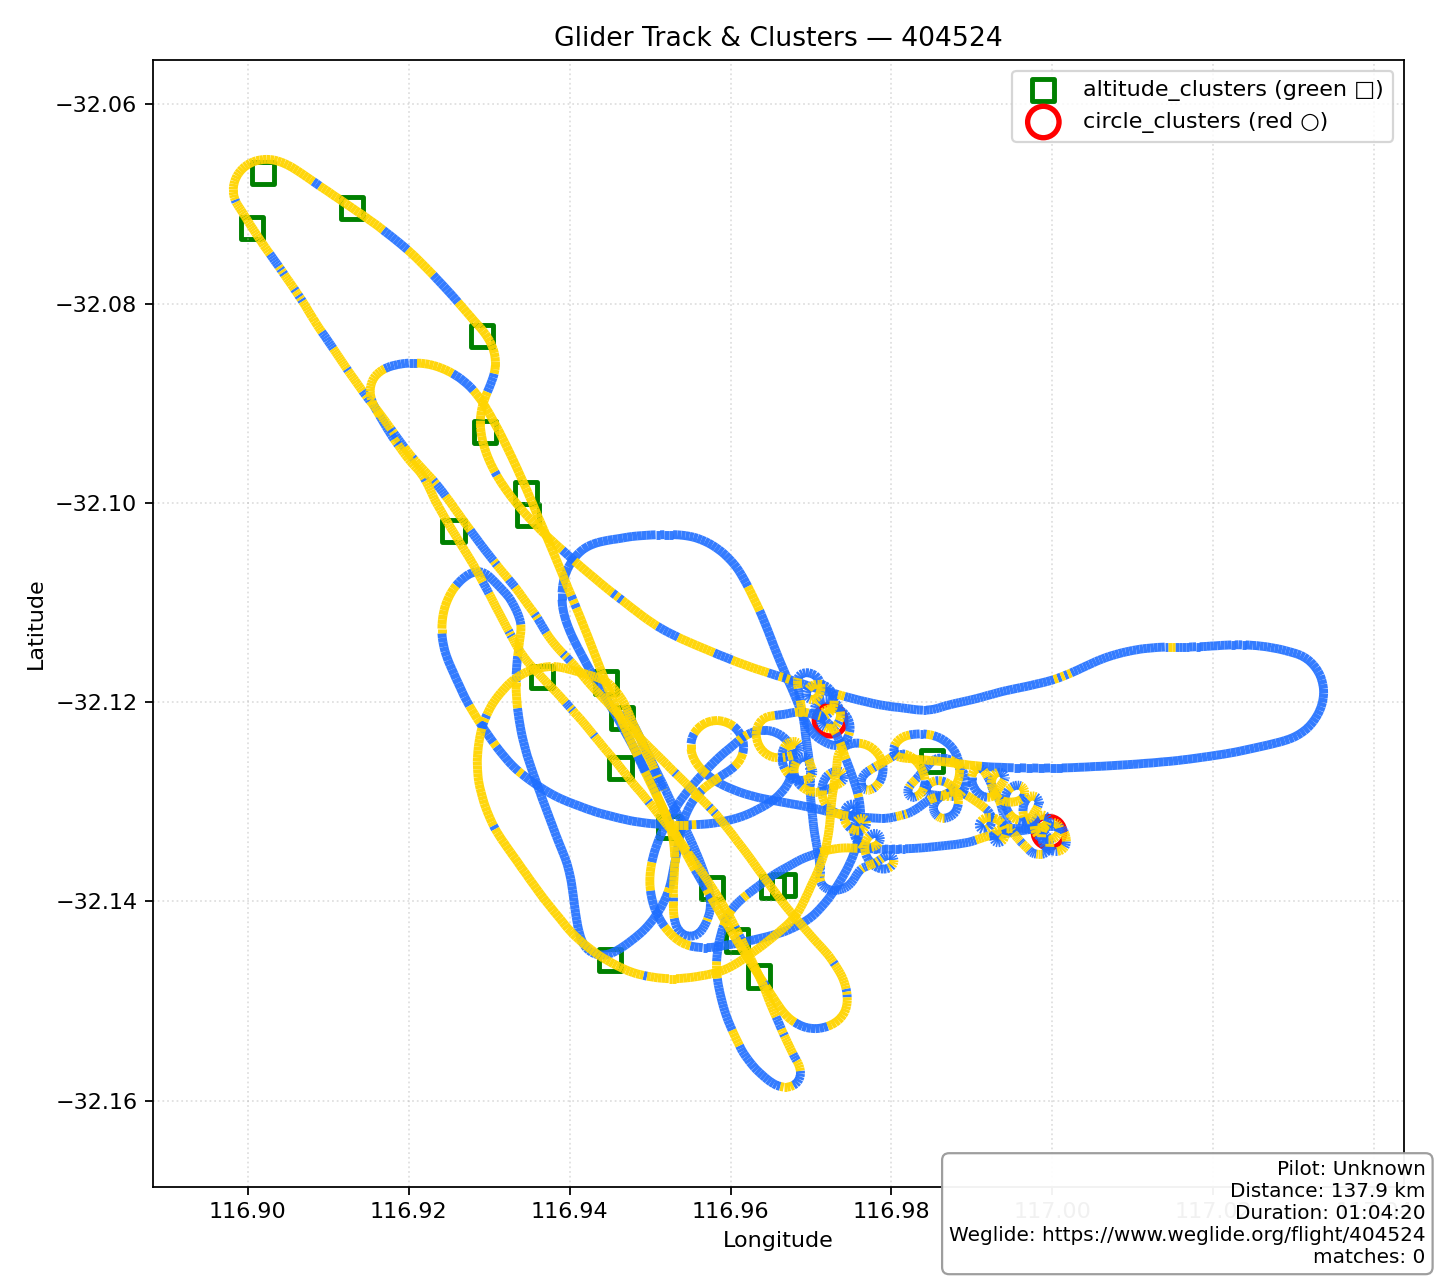 Glider Track & Clusters — 404524
altitude_clusters (green □)
circle_clusters (red ○)
−32.06
−32.08
−32.10
−32.12
−32.14
−32.16
Latitude
116.90
116.92
116.94
116.96
116.98
117.00
Longitude
Pilot: Unknown
Distance: 137.9 km
Duration: 01:04:20
Weglide: https://www.weglide.org/flight/404524
matches: 0